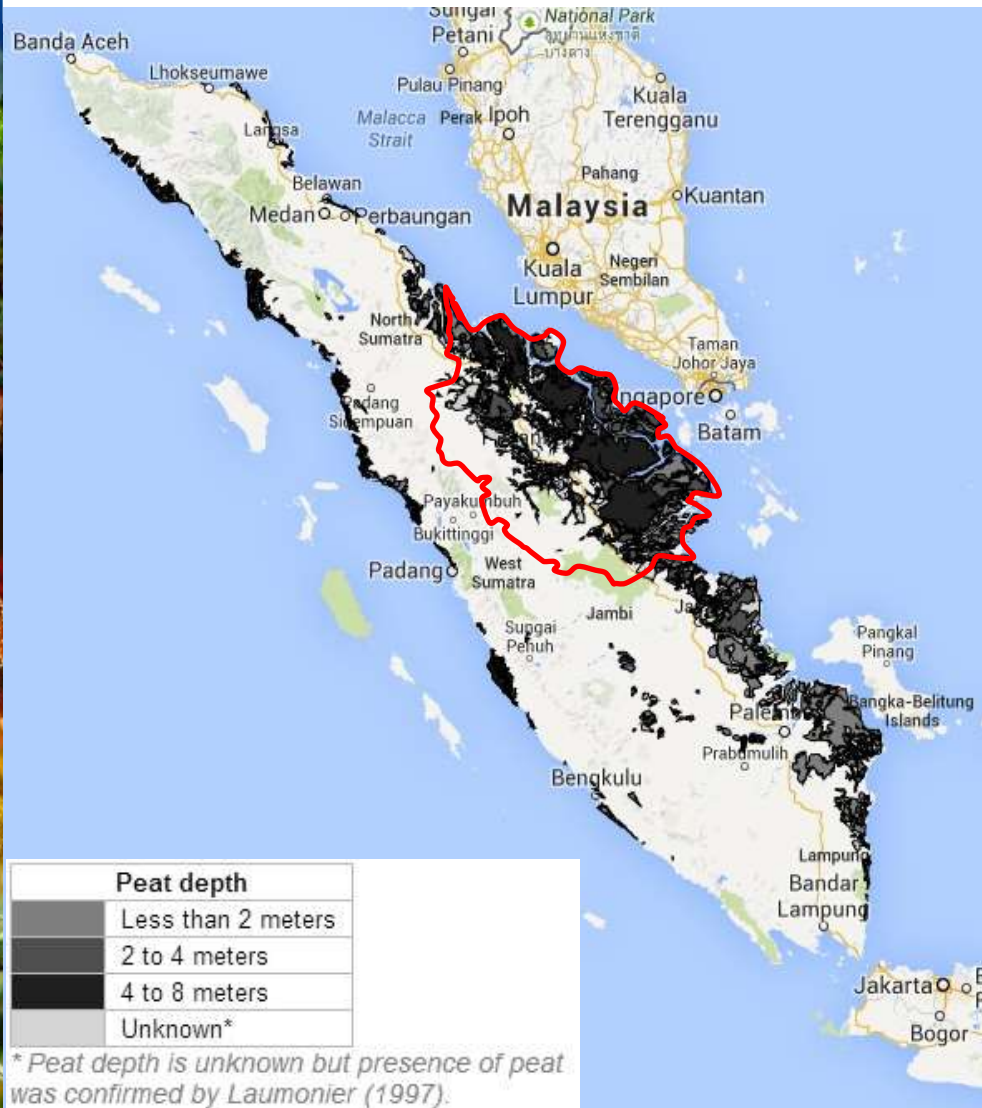 Sungai
Petani
National Park
Banda Aceh
Lhokseumawe
Pulau Pinang
Kuala
Terengganu
Malacca
Strait
Perak
Ipoh
Langsa
Pahang
Belawan
Kuantan
Medan
Perbaungan
Malaysia
Kuala
Lumpur
Negeri
Sembilan
North
Sumatra
Taman
Johor Jaya
ngapore
Batam
Padang
Sidempuan
Payakumbuh
Bukittinggi
Padang
West
Sumatra
Jambi
Ja
Sungai
Penuh
Pangkal
Pinang
Bangka-Belitung
Islands
Palemb
Prabumulih
Bengkulu
Lampung
Bandar
Lampung
Jakarta
Bogor
Peat depth
Less than 2 meters
2 to 4 meters
4 to 8 meters
Unknown*
* Peat depth is unknown but presence of peat
was confirmed by Laumonier (1997).